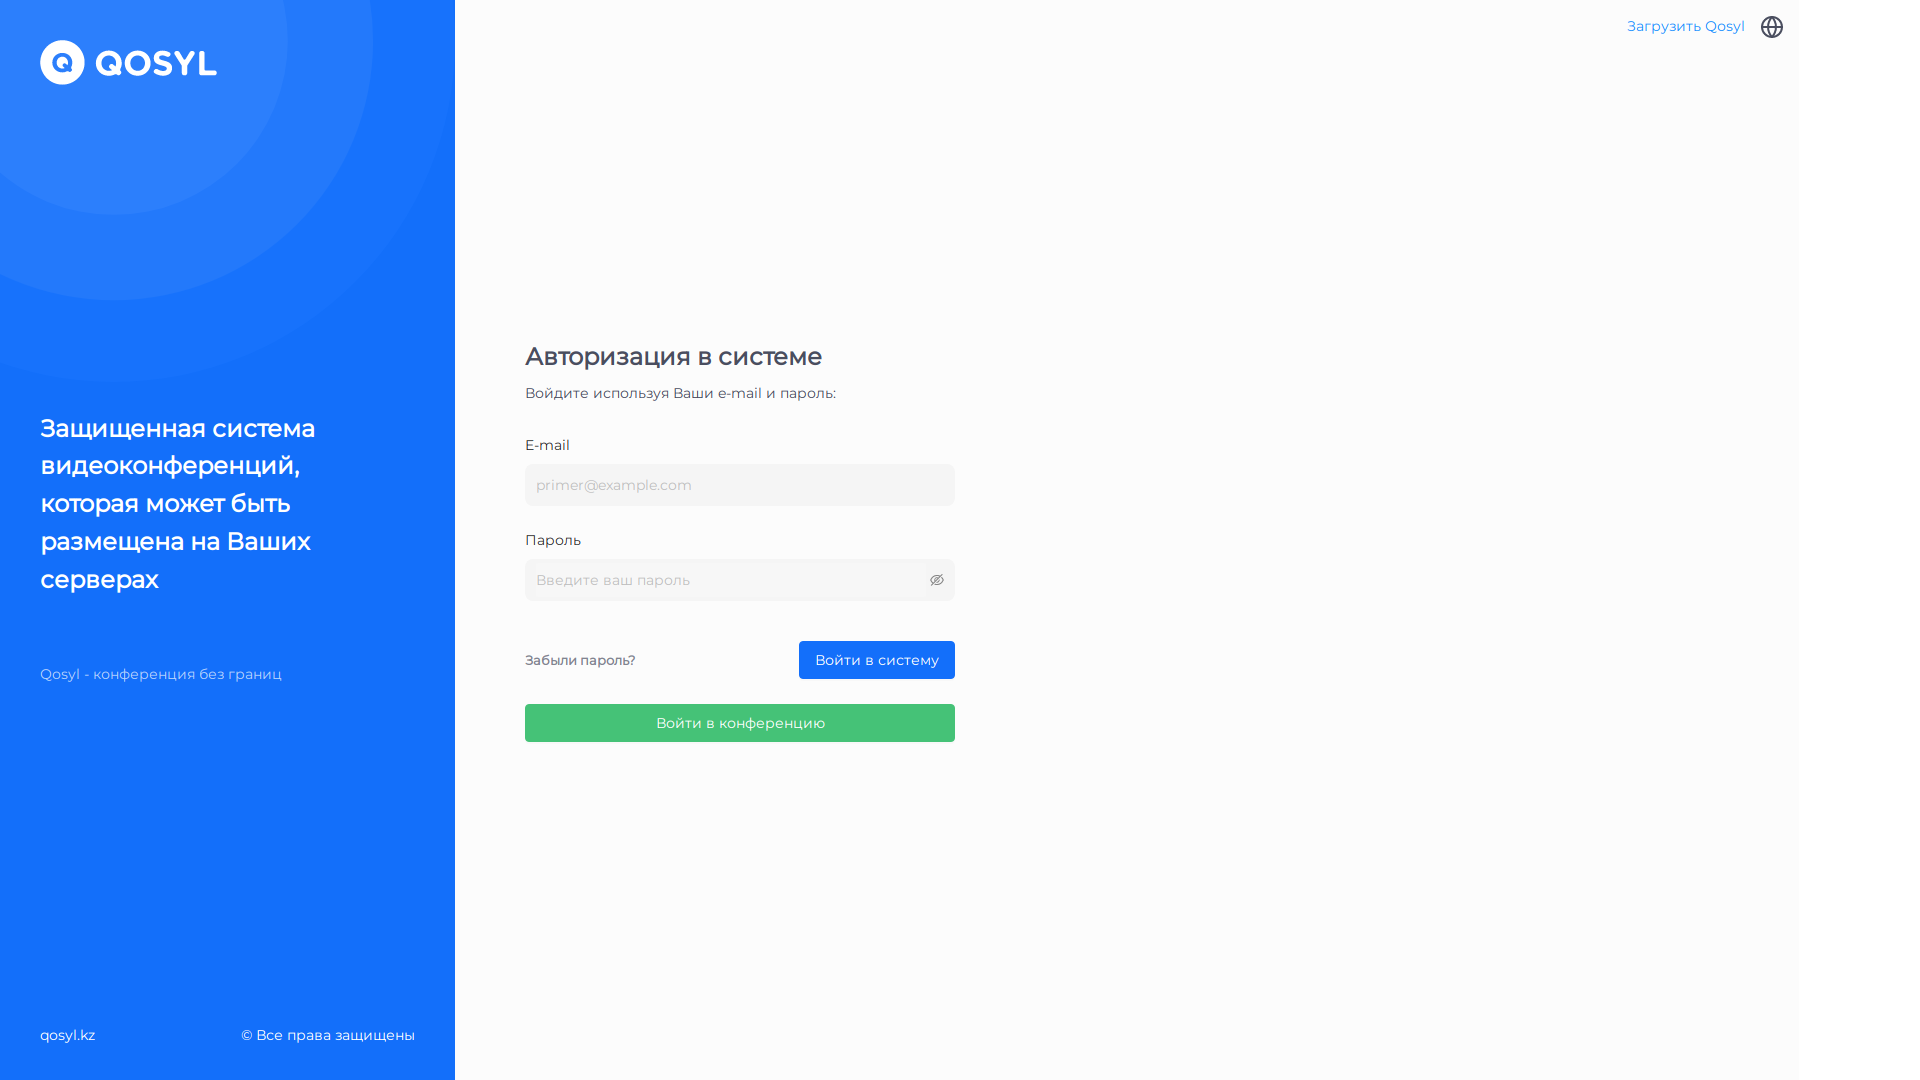 Загрузить Qosyl
QOSYL
Защищенная система
видеоконференций,
которая может быть
размещена на Ваших
серверах
Qosyl - конференция без границ
qosyl.kz
© Все права защищены
Авторизация в системе
Войдите используя Ваши e-mail и пароль:
E-mail
primer@example.com
Пароль
Введите ваш пароль
Забыли пароль?
Войти в систему
Войти в конференцию